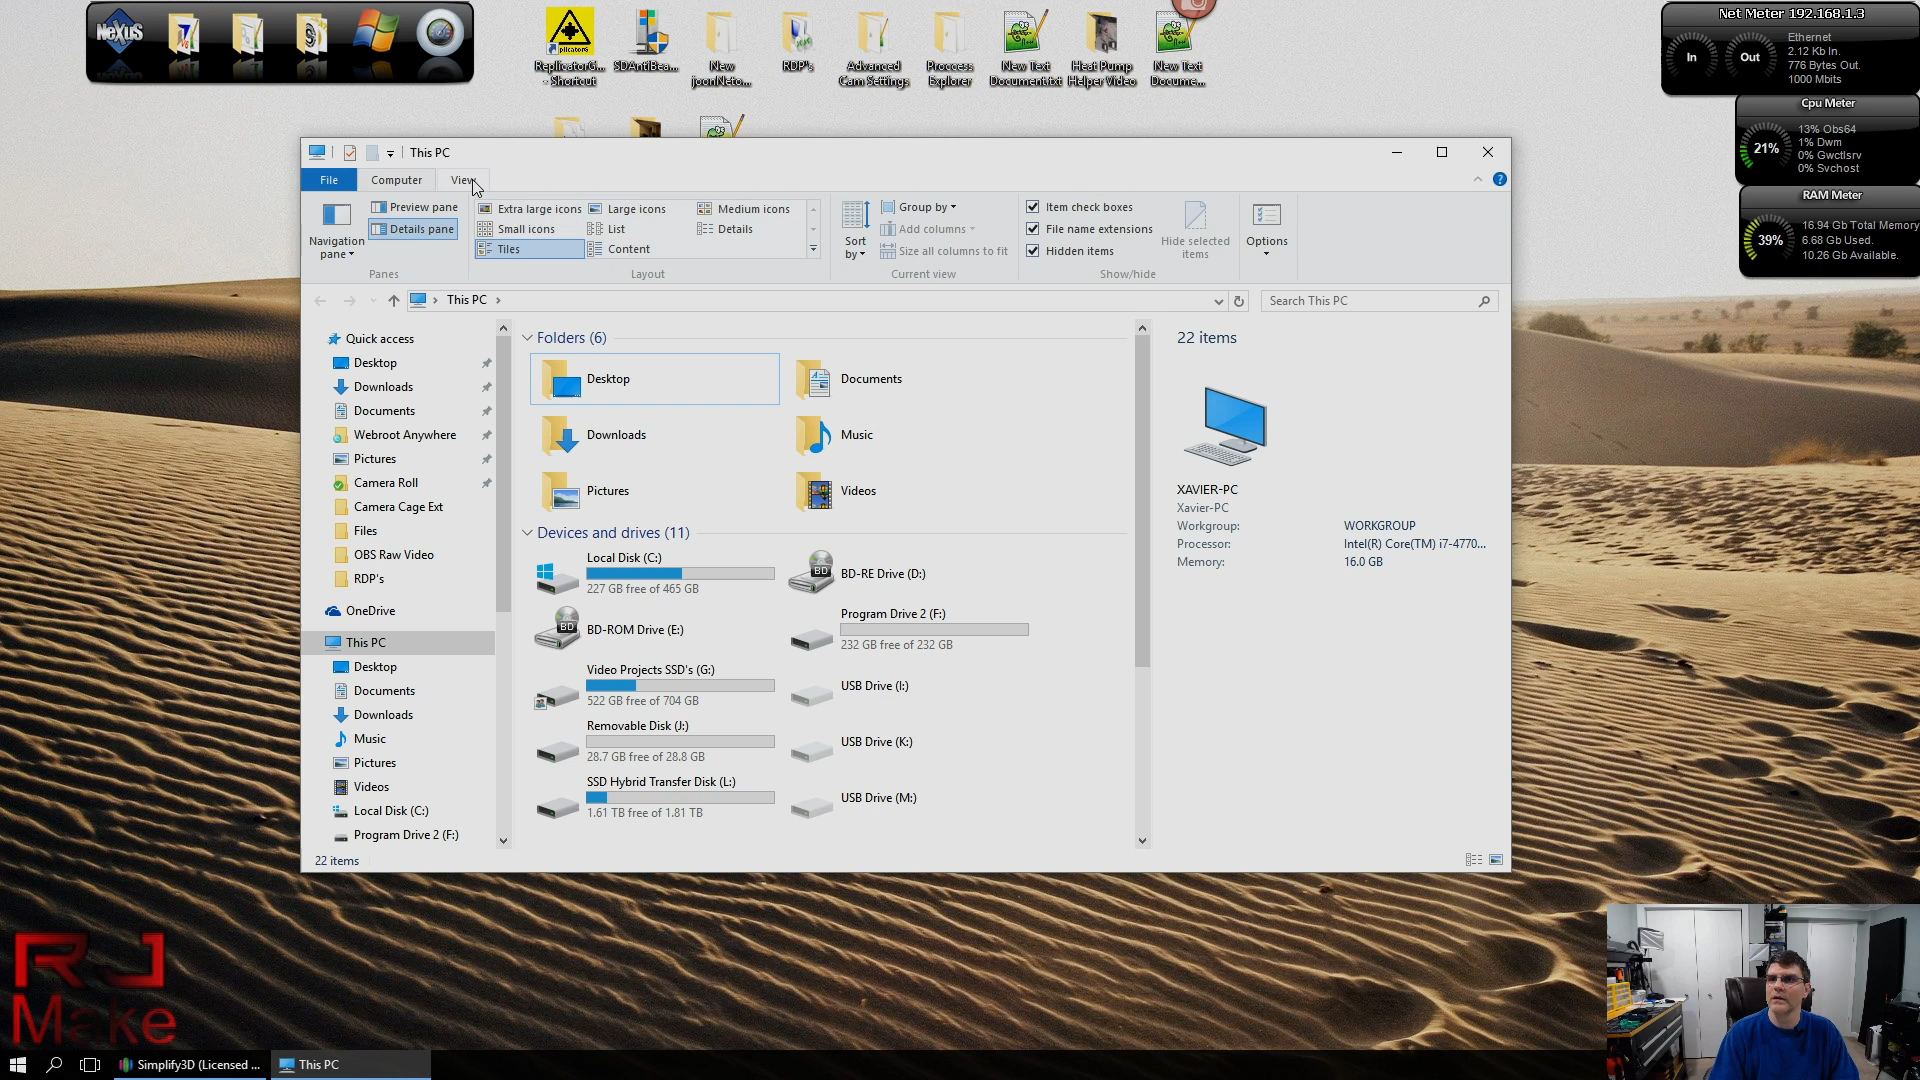 NeXuS
ReplicatorG... - Shortcut
SDAntiBea...
New joonNeto...
RDP's
Advanced Cam Settings
Proccess Explorer
New Text Document.txt
Heat Pump Helper Video
New Text Docume...
Net Meter 192.168.1.3
In
Out
Ethernet
2.12 Kb In.
776 Bytes Out.
1000 Mbits
Cpu Meter
21%
13% Obs64
1% Dwm
0% Gwctlsrv
0% Svchost
RAM Meter
39%
16.94 Gb Total Memory
6.68 Gb Used.
10.26 Gb Available.
This PC
File
Computer
View
Navigation pane
Preview pane
Details pane
Panes
Extra large icons
Large icons
Medium icons
Small icons
List
Details
Tiles
Content
Layout
Sort by
Group by
Add columns
Size all columns to fit
Current view
Item check boxes
File name extensions
Hidden items
Hide selected items
Show/hide
Options
This PC
Search This PC
Quick access
Desktop
Downloads
Documents
Webroot Anywhere
Pictures
Camera Roll
Camera Cage Ext
Files
OBS Raw Video
RDP's
OneDrive
This PC
Desktop
Documents
Downloads
Music
Pictures
Videos
Local Disk (C:)
Program Drive 2 (F:)
Folders (6)
Desktop
Documents
Downloads
Music
Pictures
Videos
Devices and drives (11)
Local Disk (C:)
227 GB free of 465 GB
BD
BD-RE Drive (D:)
BD
BD-ROM Drive (E:)
Program Drive 2 (F:)
232 GB free of 232 GB
Video Projects SSD's (G:)
522 GB free of 704 GB
USB Drive (I:)
Removable Disk (J:)
28.7 GB free of 28.8 GB
USB Drive (K:)
SSD Hybrid Transfer Disk (L:)
1.61 TB free of 1.81 TB
USB Drive (M:)
22 items
XAVIER-PC
Xavier-PC
Workgroup: WORKGROUP
Processor: Intel(R) Core(TM) i7-4770...
Memory: 16.0 GB
22 items
RJ
Make
Simplify3D (Licensed ...
This PC